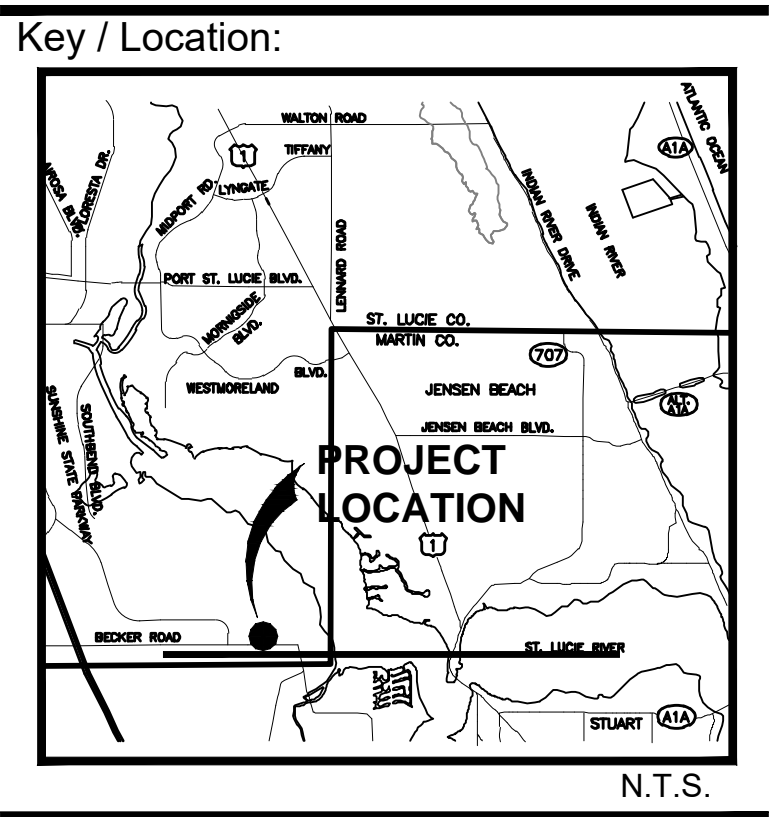 Key / Location:
WALTON ROAD
ATLANTIC OCEAN
A1A
1
TIFFANY
LYNGATE
MIDPORT RD.
FLORESTA DR.
BLVD.
INDIAN RIVER DRIVE
INDIAN RIVER
LENNARD ROAD
PORT ST. LUCIE BLVD.
MORNIGSIDE
BLVD.
ST. LUCIE CO.
MARTIN CO.
707
BLVD.
WESTMORELAND
JENSEN BEACH
ALT.
A1A
JENSEN BEACH BLVD.
SUNSHINE STATE PARKWAY
SOUTHBEND BLVD.
PROJECT
LOCATION
1
BECKER ROAD
ST. LUCIE RIVER
STUART
A1A
N.T.S.